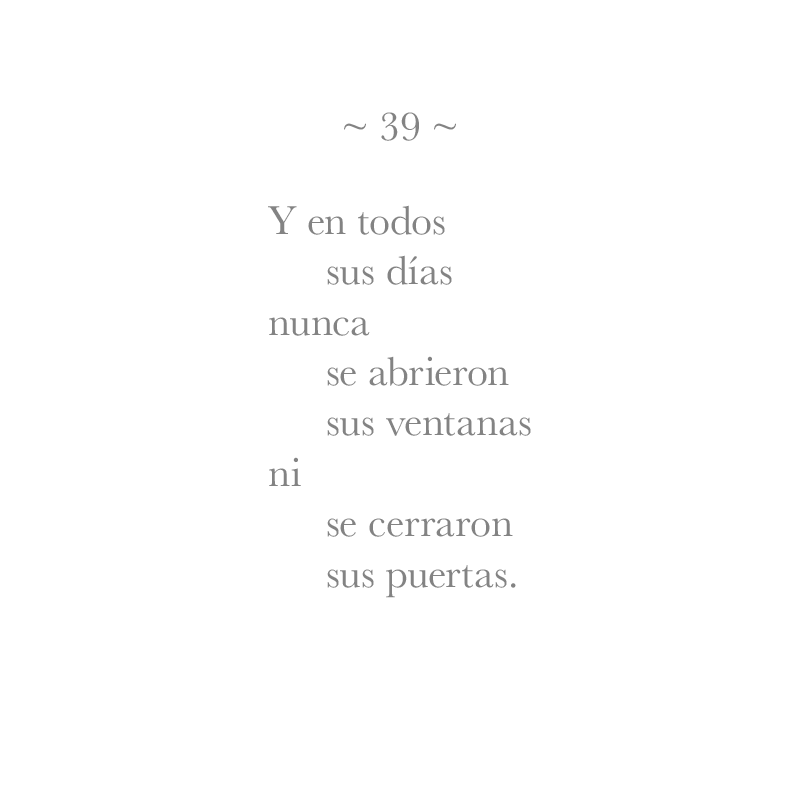 ~ 39 ~
Y en todos
sus días
nunca
se abrieron
sus ventanas
ni
se cerraron
sus puertas.